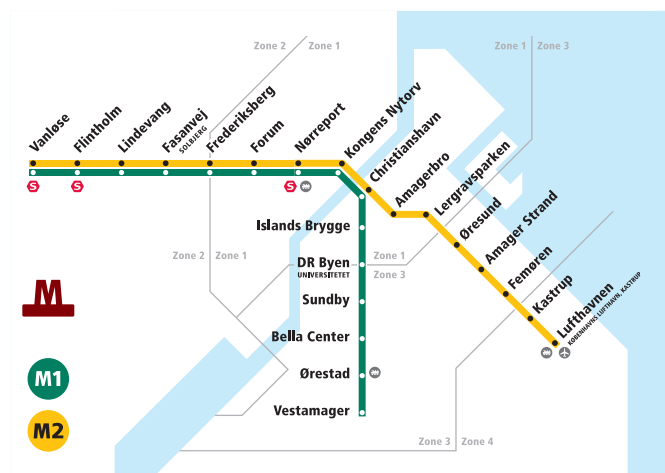 Zone 2
Zone 1
Zone 1
Zone 3
Vanløse
Flintholm
Lindevang
Fasanvej
SOLBJERG
Frederiksberg
Forum
Nørreport
Kongens Nytorv
Christianshavn
Amagerbro
Lergravsparken
Øresund
Amager Strand
Femøren
Kastrup
Lufthavnen
KØBENHAVNS LUFTHAVN, KASTRUP
S
S
S
Islands Brygge
Zone 2
Zone 1
DR Byen
UNIVERSITETET
Zone 1
Zone 3
Sundby
Bella Center
Ørestad
Vestamager
M
M1
M2
Zone 3
Zone 4